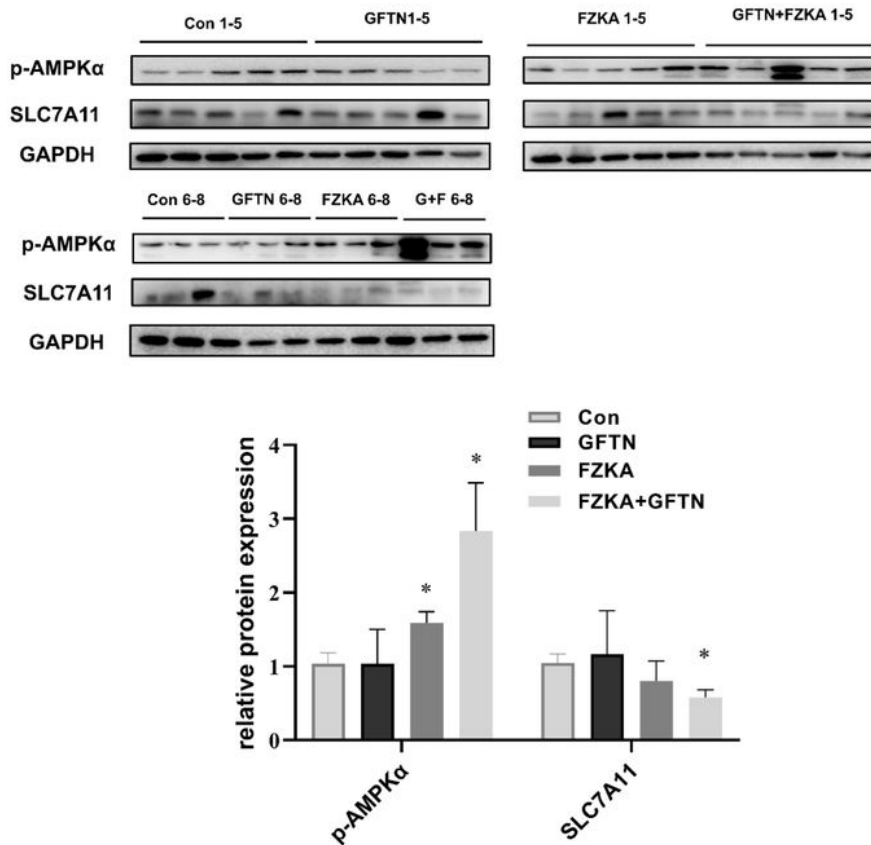 Con 1-5 GFTN1-5 FZKA 1-5 GFTN+FZKA 1-5
p-AMPKα
SLC7A11
GAPDH
Con 6-8 GFTN 6-8 FZKA 6-8 G+F 6-8
p-AMPKα
SLC7A11
GAPDH
Con
GFTN
FZKA
FZKA+GFTN
relative protein expression
4
3
2
1
0
*
*
*
p-AMPKα
SLC7A11